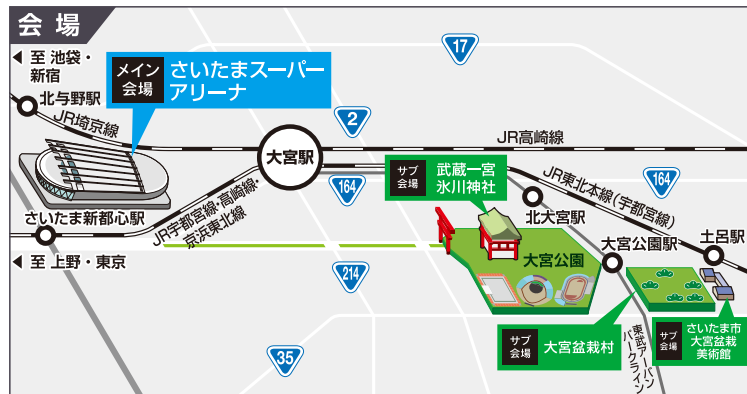 会場
◀ 至 池袋・
新宿
北与野駅
JR埼京線
メイン
会場
さいたまスーパー
アリーナ
17
2
大宮駅
JR高崎線
164
サブ
会場
武蔵一宮
氷川神社
JR東北本線(宇都宮線)
164
北大宮駅
さいたま新都心駅
JR宇都宮線・高崎線・
京浜東北線
◀ 至 上野・東京
大宮公園
大宮公園駅
土呂駅
214
35
サブ
会場
大宮盆栽村
東武アーバン
パークライン
サブ
会場
さいたま市
大宮盆栽
美術館